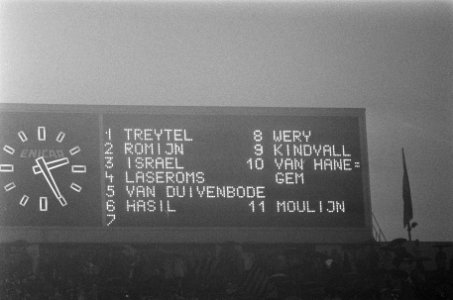 ENICAR
1 TREYTEL
2 ROMIJN
3 ISRAEL
4 LASEROMS
5 VAN DUIVENBODE
6 HASIL
7
8 WERY
9 KINDVALL
10 VAN HANE=
GEM
11 MOULIJN